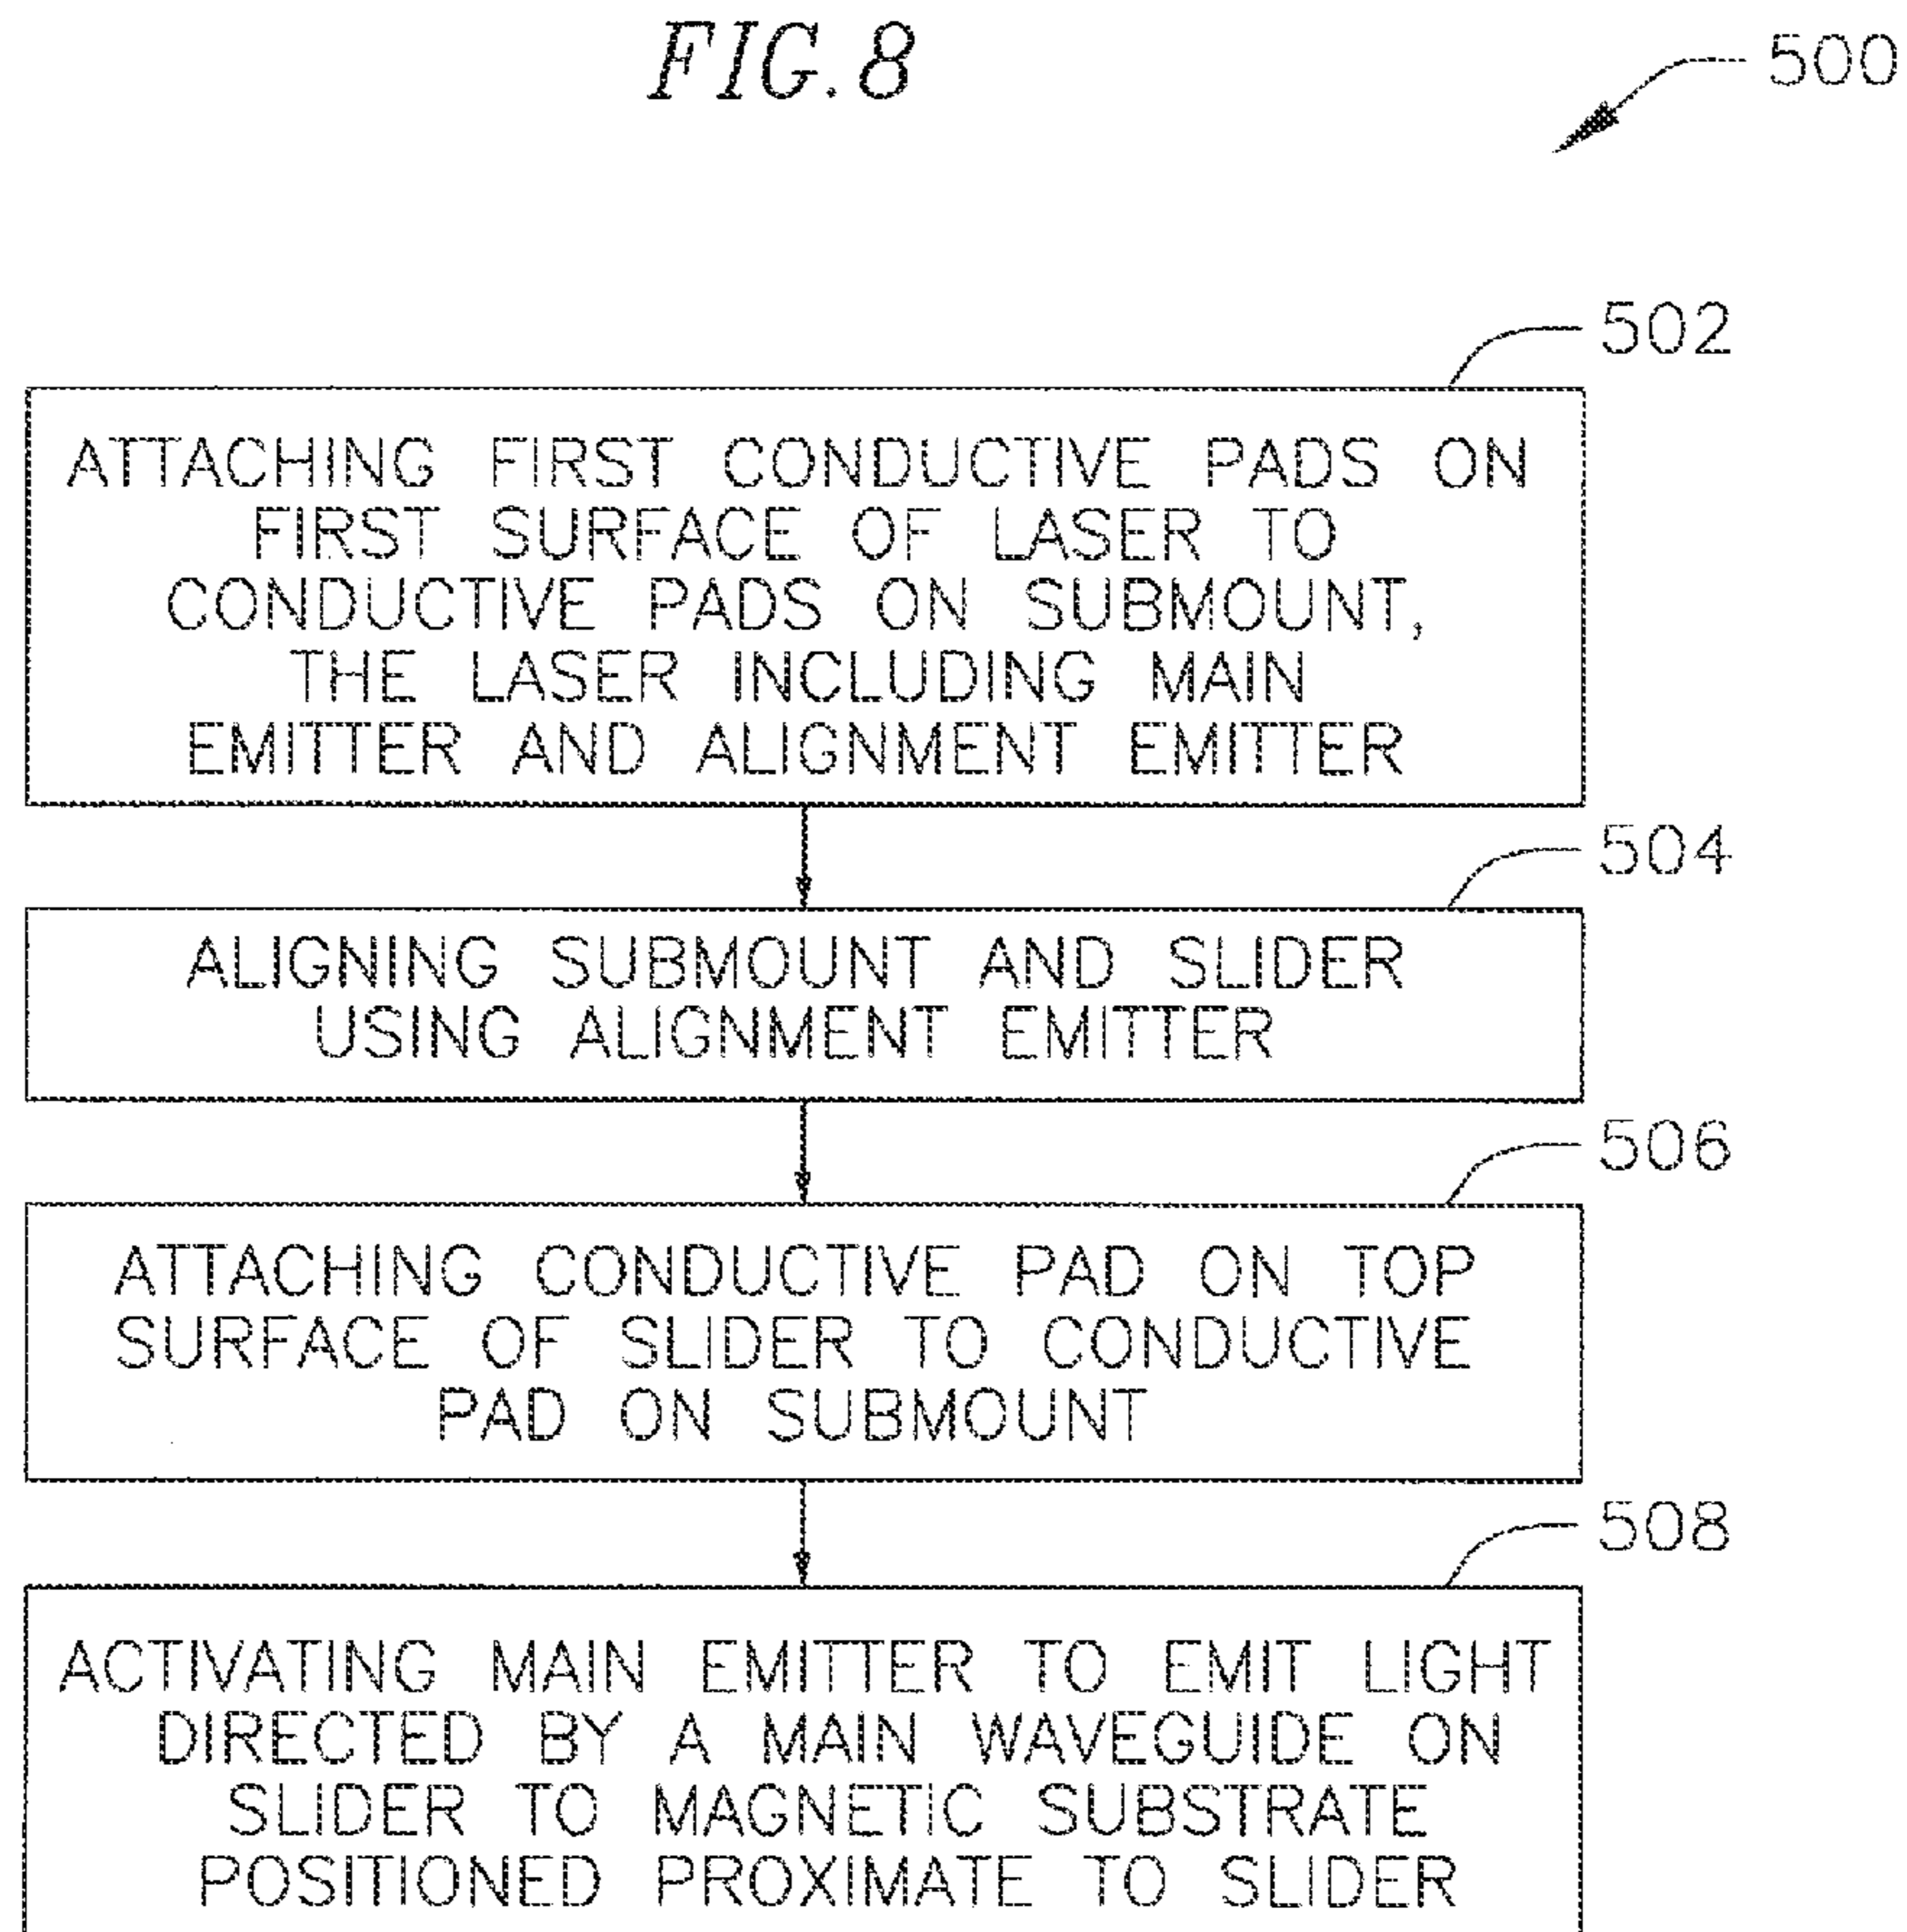 FIG. 8
500
502
ATTACHING FIRST CONDUCTIVE PADS ON
FIRST SURFACE OF LASER TO
CONDUCTIVE PADS ON SUBMOUNT,
THE LASER INCLUDING MAIN
EMITTER AND ALIGNMENT EMITTER
504
ALIGNING SUBMOUNT AND SLIDER
USING ALIGNMENT EMITTER
506
ATTACHING CONDUCTIVE PAD ON TOP
SURFACE OF SLIDER TO CONDUCTIVE
PAD ON SUBMOUNT
508
ACTIVATING MAIN EMITTER TO EMIT LIGHT
DIRECTED BY A MAIN WAVEGUIDE ON
SLIDER TO MAGNETIC SUBSTRATE
POSITIONED PROXIMATE TO SLIDER